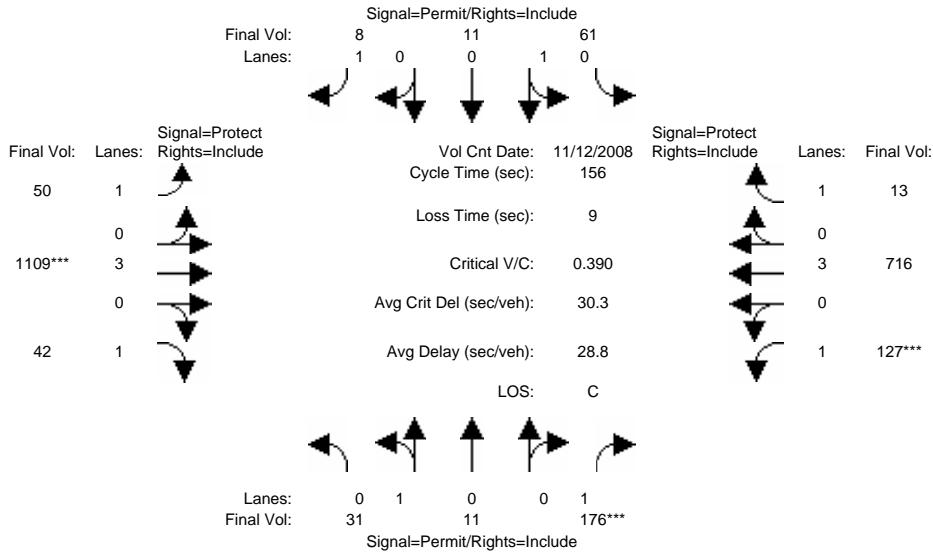 Signal=Permit/Rights=Include
Final Vol: 8 11 61
Lanes: 1 0 0 1 0
Signal=Protect Signal=Protect
Final Vol: Lanes: Rights=Include Vol Cnt Date: 11/12/2008 Rights=Include Lanes: Final Vol:
Cycle Time (sec): 156
50 1 1 13
Loss Time (sec): 9
0 0
1109*** 3 Critical V/C: 0.390 3 716
0 Avg Crit Del (sec/veh): 30.3 0
42 1 Avg Delay (sec/veh): 28.8 1 127***
LOS: C
Lanes: 0 1 0 0 1
Final Vol: 31 11 176***
Signal=Permit/Rights=Include